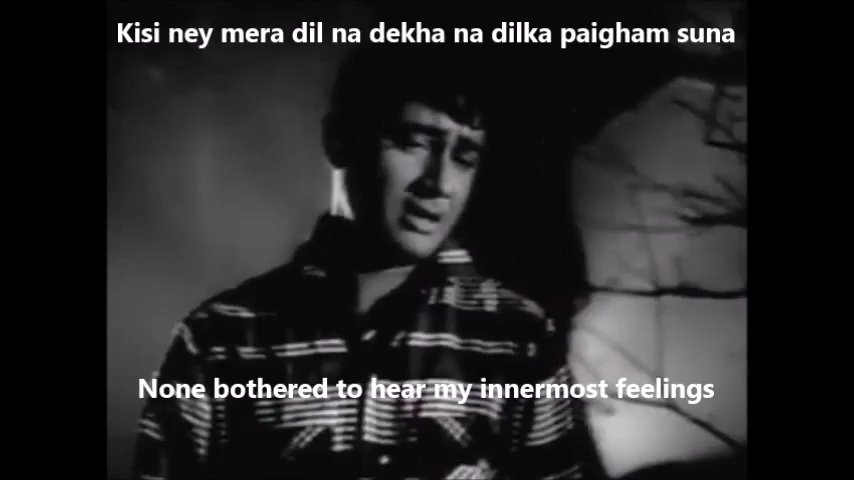 Kisi ney mera dil na dekha na dilka paigham suna
None bothered to hear my innermost feelings